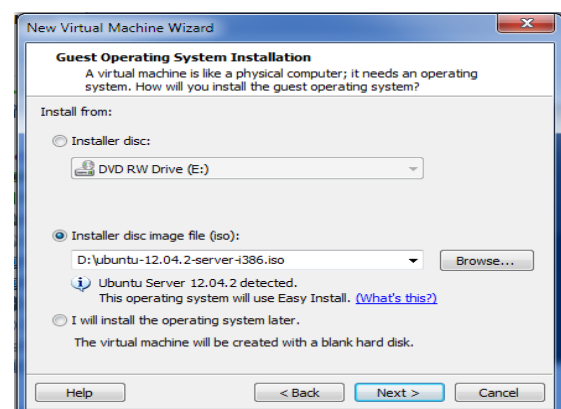 New Virtual Machine Wizard
Guest Operating System Installation
A virtual machine is like a physical computer; it needs an operating
system. How will you install the guest operating system?
Install from:
Installer disc:
DVD RW Drive (E:)
Installer disc image file (iso):
D:\ubuntu-12.04.2-server-i386.iso
Browse...
Ubuntu Server 12.04.2 detected.
This operating system will use Easy Install. (What's this?)
I will install the operating system later.
The virtual machine will be created with a blank hard disk.
Help
< Back
Next >
Cancel